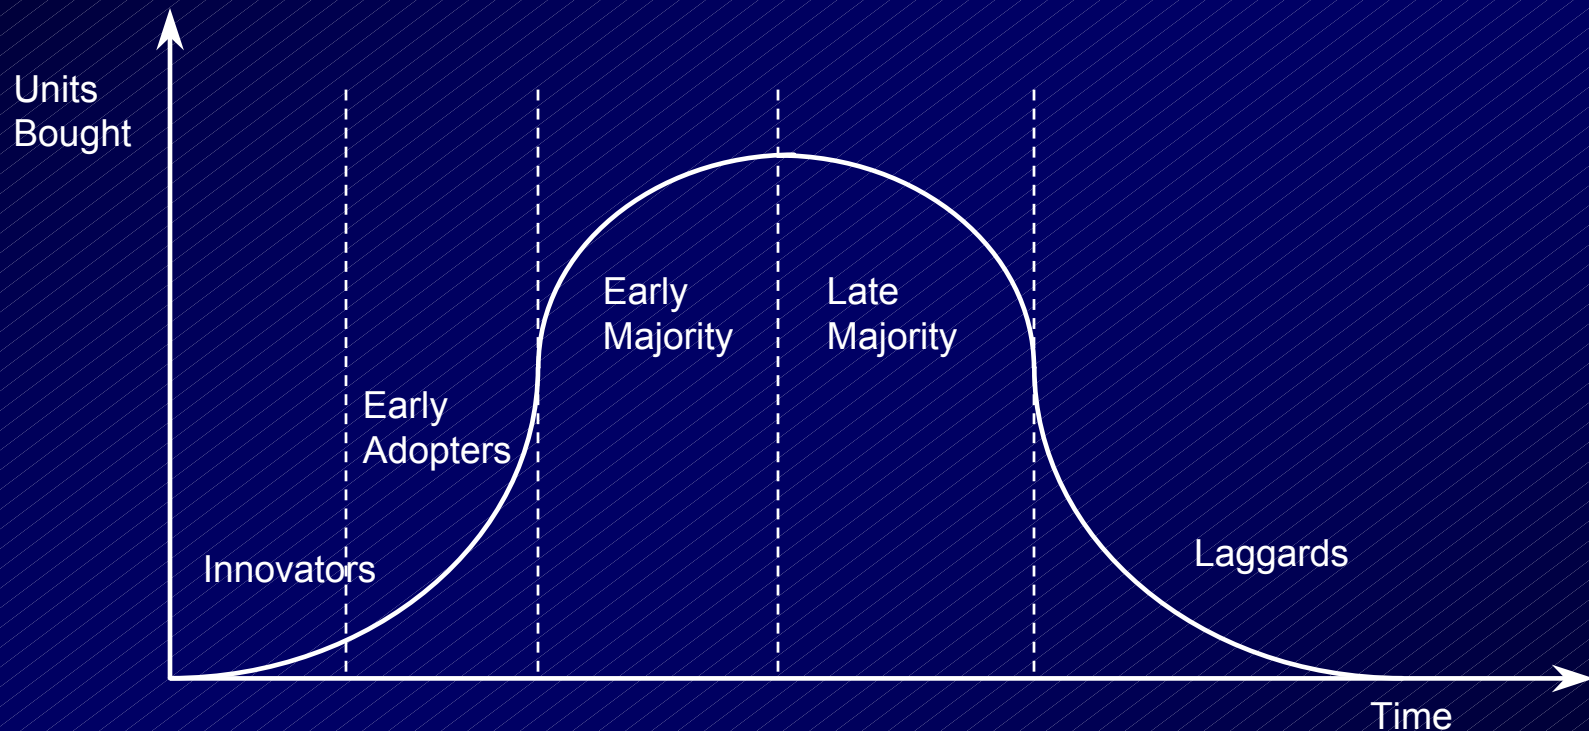 Units
Bought
Early
Majority
Late
Majority
Early
Adopters
Innovators
Laggards
Time